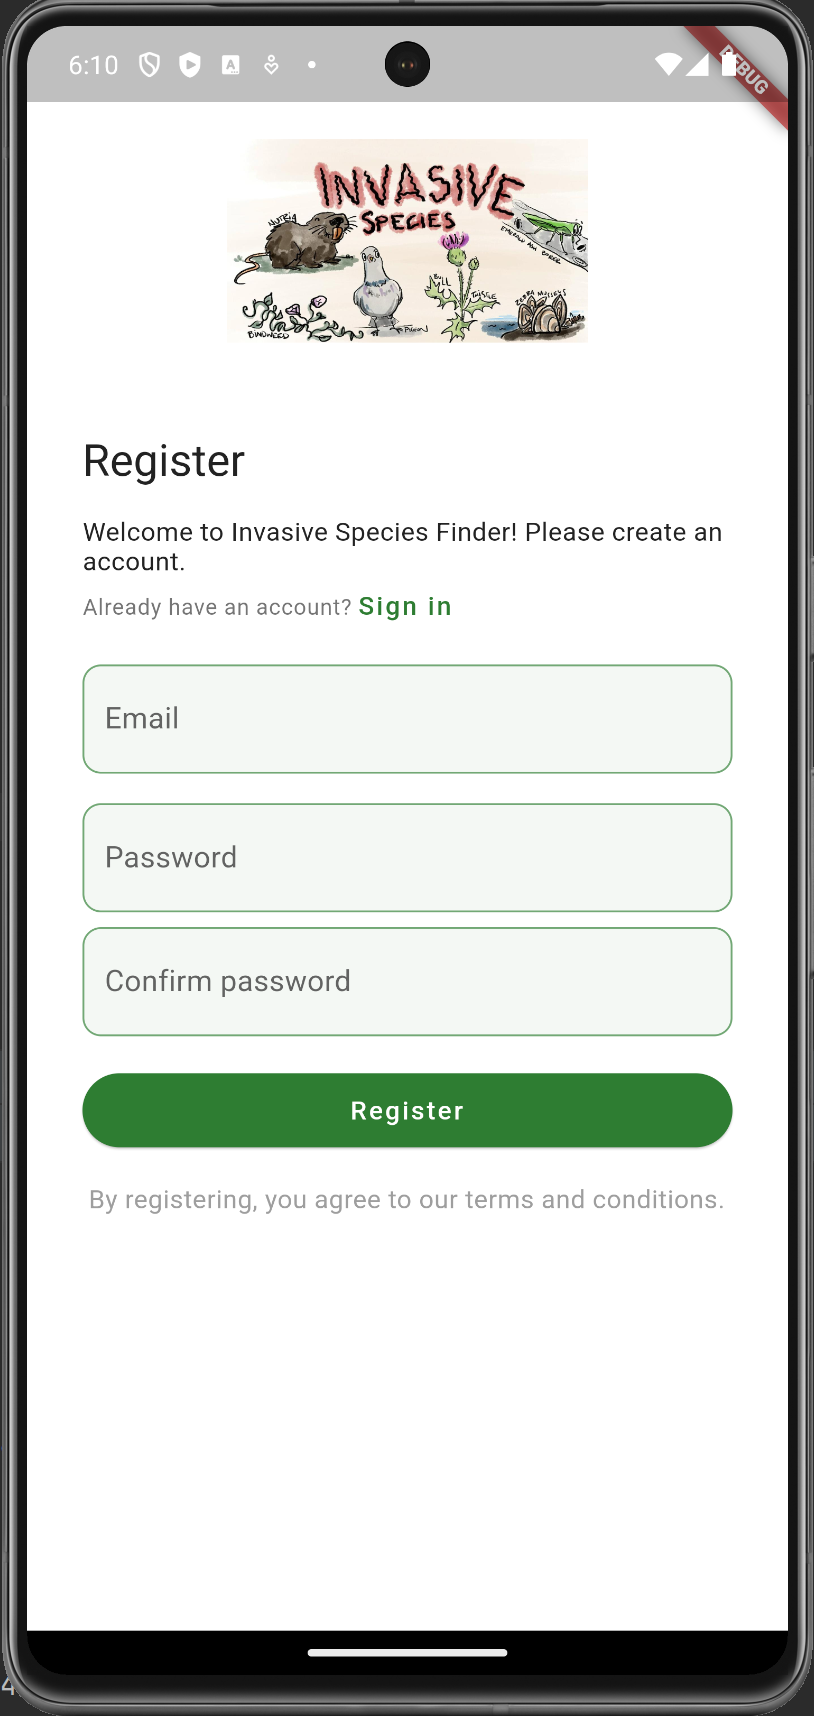 6:10
DEBUG
INVASIVE
SPECIES
NUTRIA
EMERALD ASH BORER
BULL
THISTLE
ZEBRA MUSSELS
BINDWEED
Register
Welcome to Invasive Species Finder! Please create an
account.
Already have an account? Sign in
Email
Password
Confirm password
Register
By registering, you agree to our terms and conditions.
4